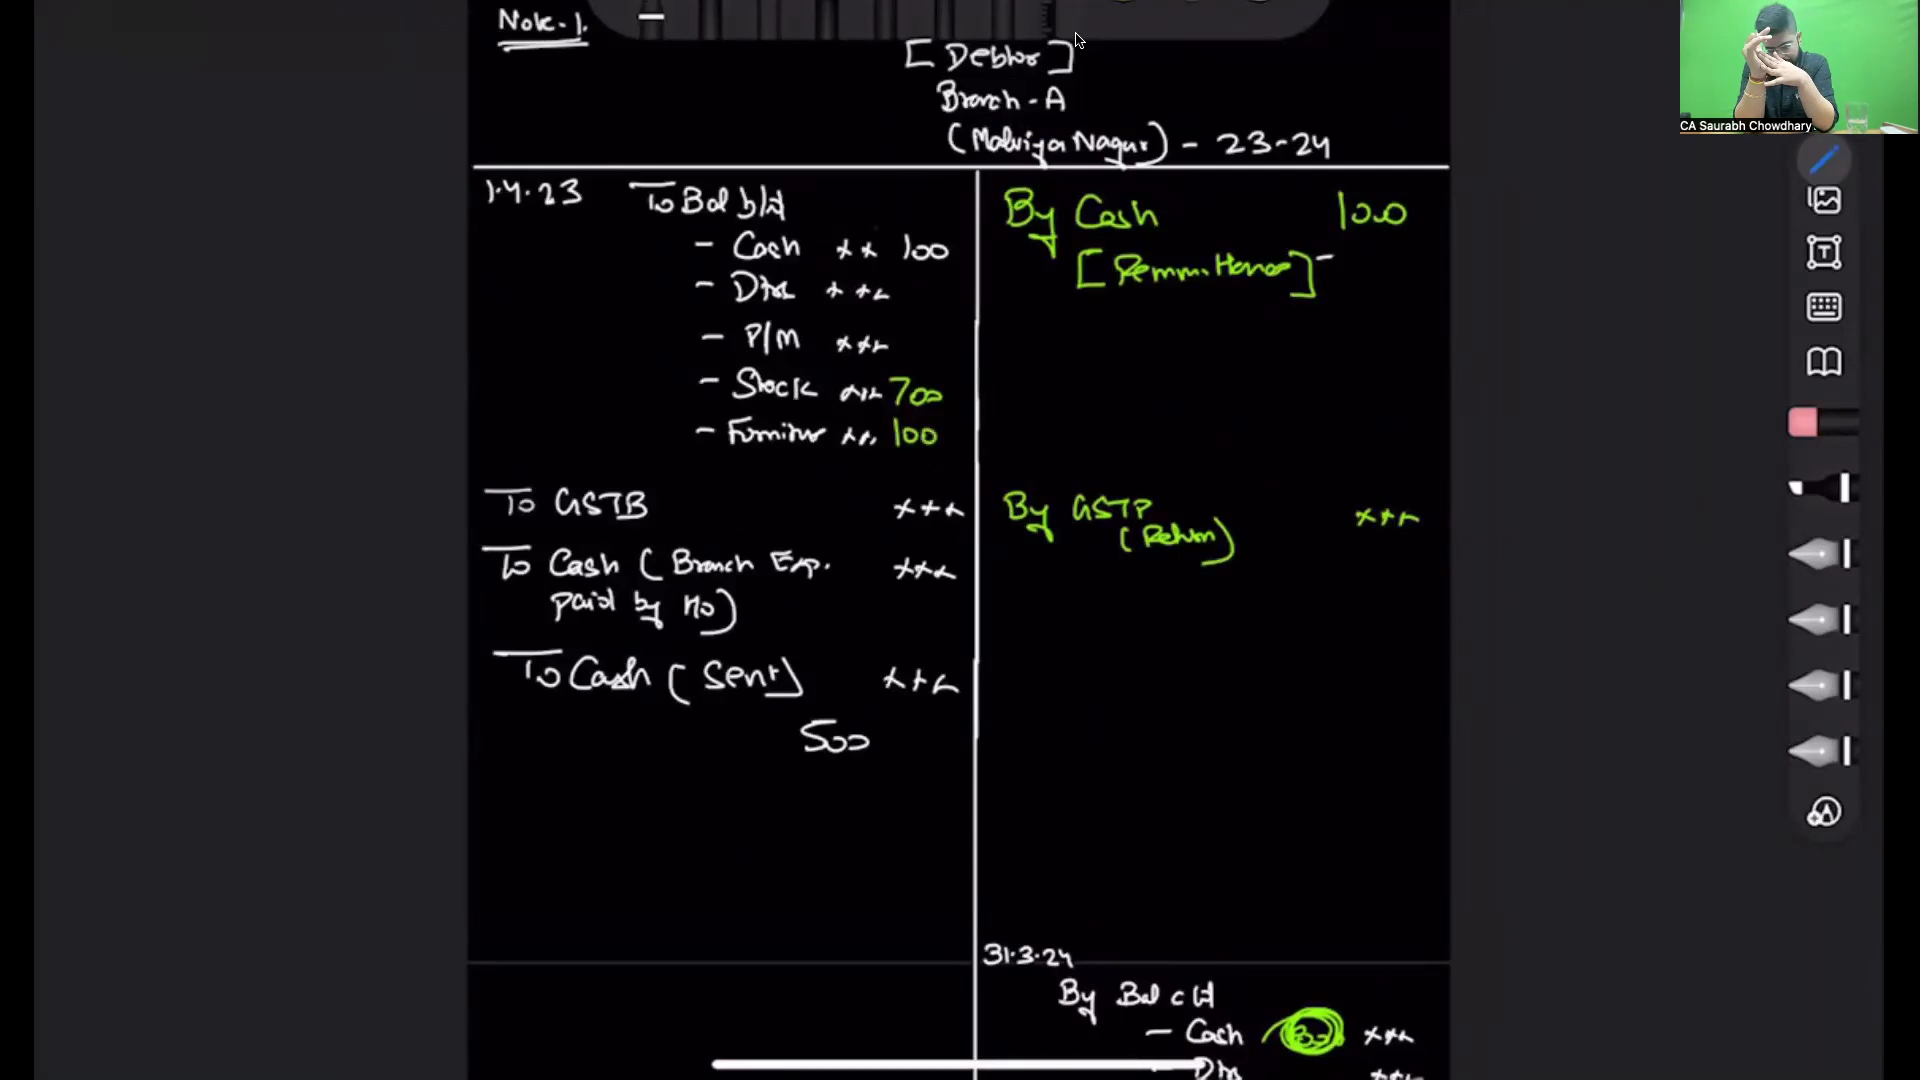 Note-1.
[Debtor]
Branch-A
(Malviya Nagar) - 23-24
1.4.23 To Bal b/d
- Cash xx 100
- Drs xxx
- P/M xxx
- Stock xxx 700
- Furniture xxx 100
To GSTB xxx
To Cash (Branch Exp. xxx
paid by HO)
To Cash (Sent) xxx
500
By Cash 1000
[Remmittance] -
By GSTB xxx
(Return)
31.3.24
By Bal c/d
- Cash xxx
- Drs xxx
CA Saurabh Chowdhary